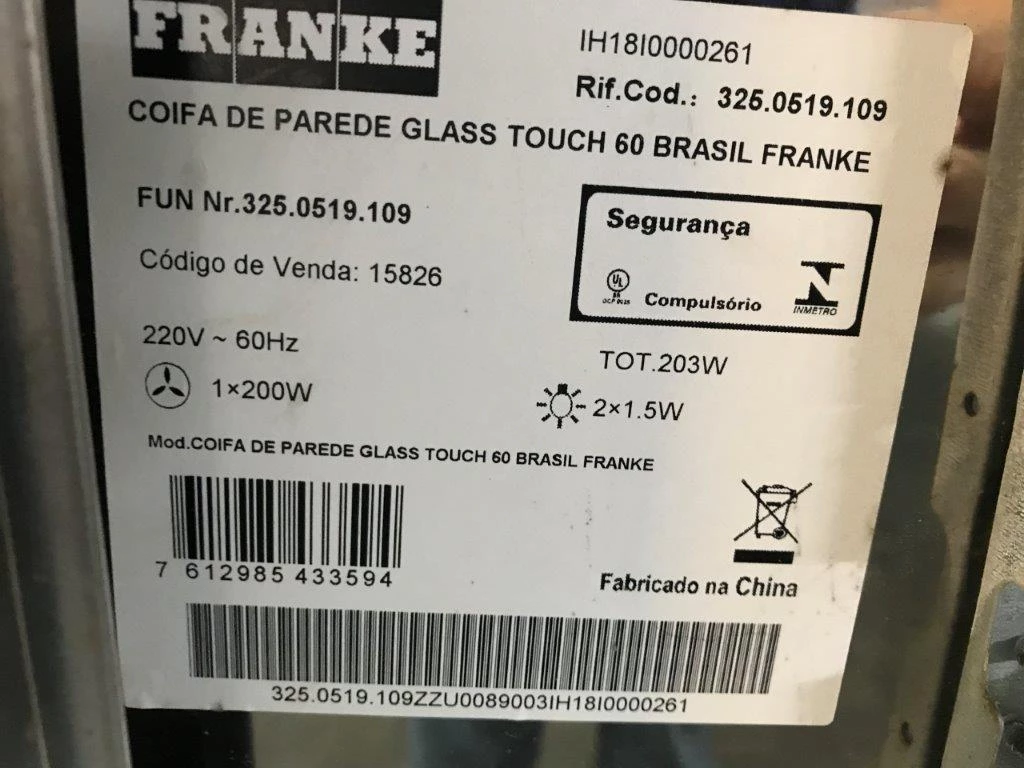 FRANKE
IH18I0000261
Rif.Cod.: 325.0519.109
COIFA DE PAREDE GLASS TOUCH 60 BRASIL FRANKE
FUN Nr.325.0519.109
Segurança
Código de Venda: 15826
UL
BR
Compulsório
INMETRO
220V ~ 60Hz
TOT.203W
1×200W
2×1.5W
Mod.COIFA DE PAREDE GLASS TOUCH 60 BRASIL FRANKE
7 612985 433594
Fabricado na China
325.0519.109ZZU0089003IH18I0000261